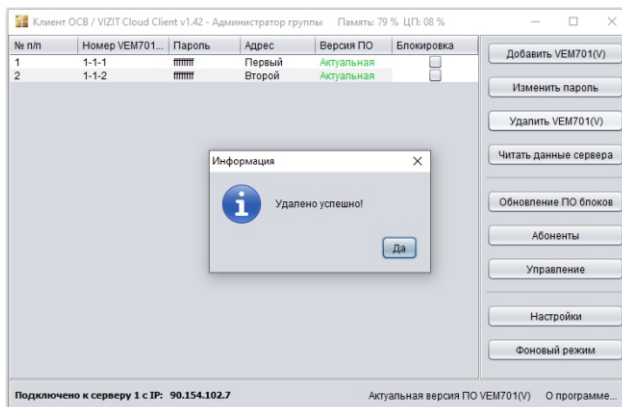 Клиент ОСВ / VIZIT Cloud Client v1.42 - Администратор группы Память: 79 % ЦП: 08 %
№ п/п Номер VEM701... Пароль Адрес Версия ПО Блокировка
1 1-1-1 ffffffff Первый Актуальная
2 1-1-2 ffffffff Второй Актуальная
Добавить VEM701(V)
Изменить пароль
Удалить VEM701(V)
Читать данные сервера
Обновление ПО блоков
Абоненты
Управление
Настройки
Фоновый режим
Информация
Удалено успешно!
Да
Подключено к серверу 1 с IP: 90.154.102.7 Актуальная версия ПО VEM701(V) О программе...